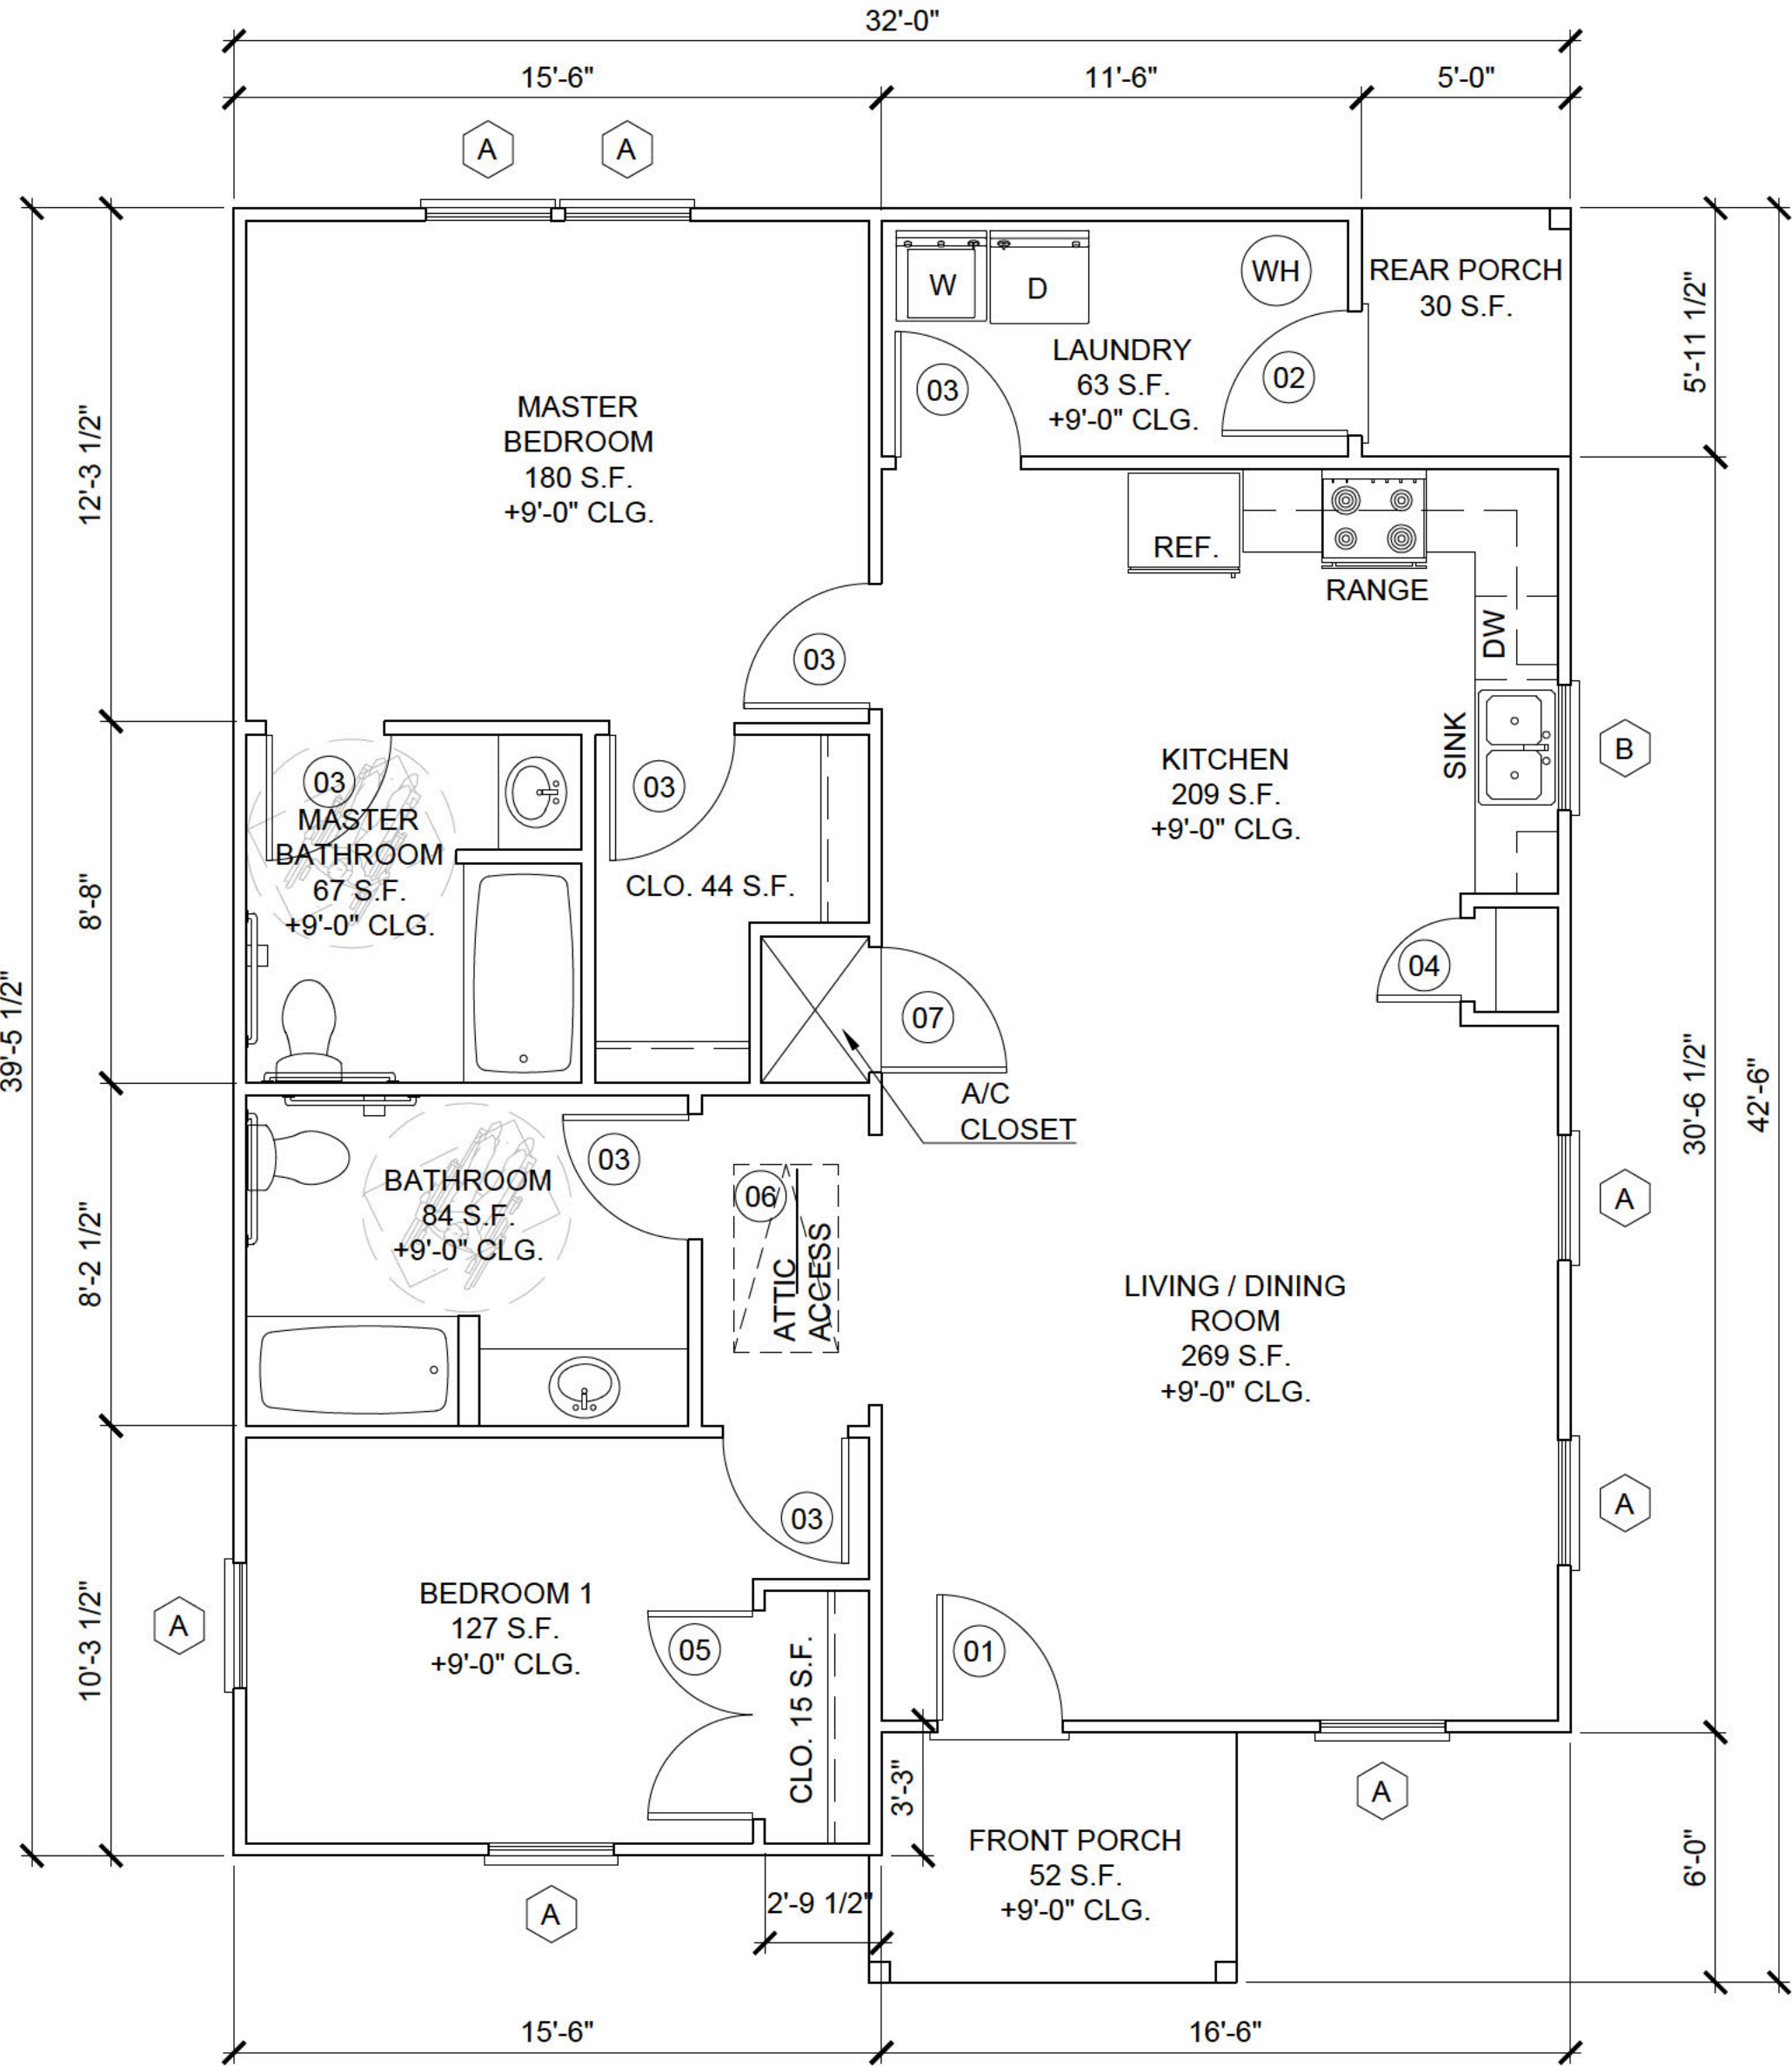 32'-0"
15'-6"
11'-6"
5'-0"
A
A
W
D
WH
REAR PORCH
30 S.F.
5'-11 1/2"
LAUNDRY
63 S.F.
+9'-0" CLG.
03
02
MASTER
BEDROOM
180 S.F.
+9'-0" CLG.
12'-3 1/2"
REF.
RANGE
DW
SINK
03
B
KITCHEN
209 S.F.
+9'-0" CLG.
03
MASTER
BATHROOM
67 S.F.
+9'-0" CLG.
03
CLO. 44 S.F.
8'-8"
39'-5 1/2"
04
07
A/C
CLOSET
30'-6 1/2"
42'-6"
03
BATHROOM
84 S.F.
+9'-0" CLG.
8'-2 1/2"
06
ATTIC
ACCESS
A
LIVING / DINING
ROOM
269 S.F.
+9'-0" CLG.
A
03
BEDROOM 1
127 S.F.
+9'-0" CLG.
10'-3 1/2"
A
05
CLO. 15 S.F.
01
3'-3"
A
FRONT PORCH
52 S.F.
+9'-0" CLG.
6'-0"
2'-9 1/2"
A
15'-6"
16'-6"